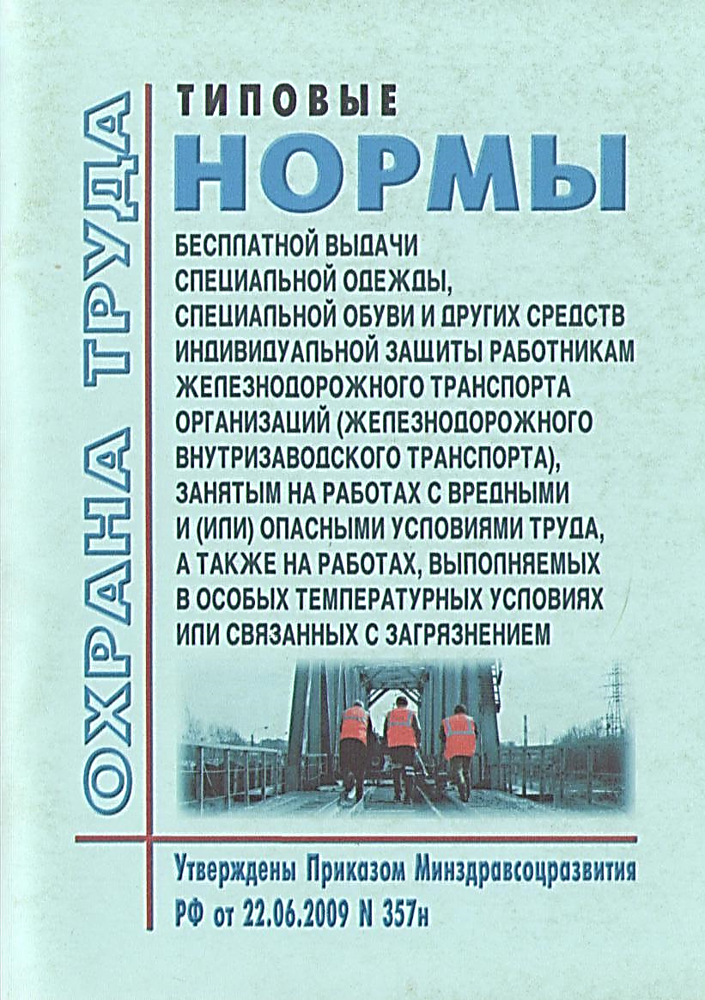 ОХРАНА ТРУДА
ТИПОВЫЕ
НОРМЫ
БЕСПЛАТНОЙ ВЫДАЧИ
СПЕЦИАЛЬНОЙ ОДЕЖДЫ,
СПЕЦИАЛЬНОЙ ОБУВИ И ДРУГИХ СРЕДСТВ
ИНДИВИДУАЛЬНОЙ ЗАЩИТЫ РАБОТНИКАМ
ЖЕЛЕЗНОДОРОЖНОГО ТРАНСПОРТА
ОРГАНИЗАЦИЙ (ЖЕЛЕЗНОДОРОЖНОГО
ВНУТРИЗАВОДСКОГО ТРАНСПОРТА),
ЗАНЯТЫМ НА РАБОТАХ С ВРЕДНЫМИ
И (ИЛИ) ОПАСНЫМИ УСЛОВИЯМИ ТРУДА,
А ТАКЖЕ НА РАБОТАХ, ВЫПОЛНЯЕМЫХ
В ОСОБЫХ ТЕМПЕРАТУРНЫХ УСЛОВИЯХ
ИЛИ СВЯЗАННЫХ С ЗАГРЯЗНЕНИЕМ
Утверждены Приказом Минздравсоцразвития
РФ от 22.06.2009 N 357н